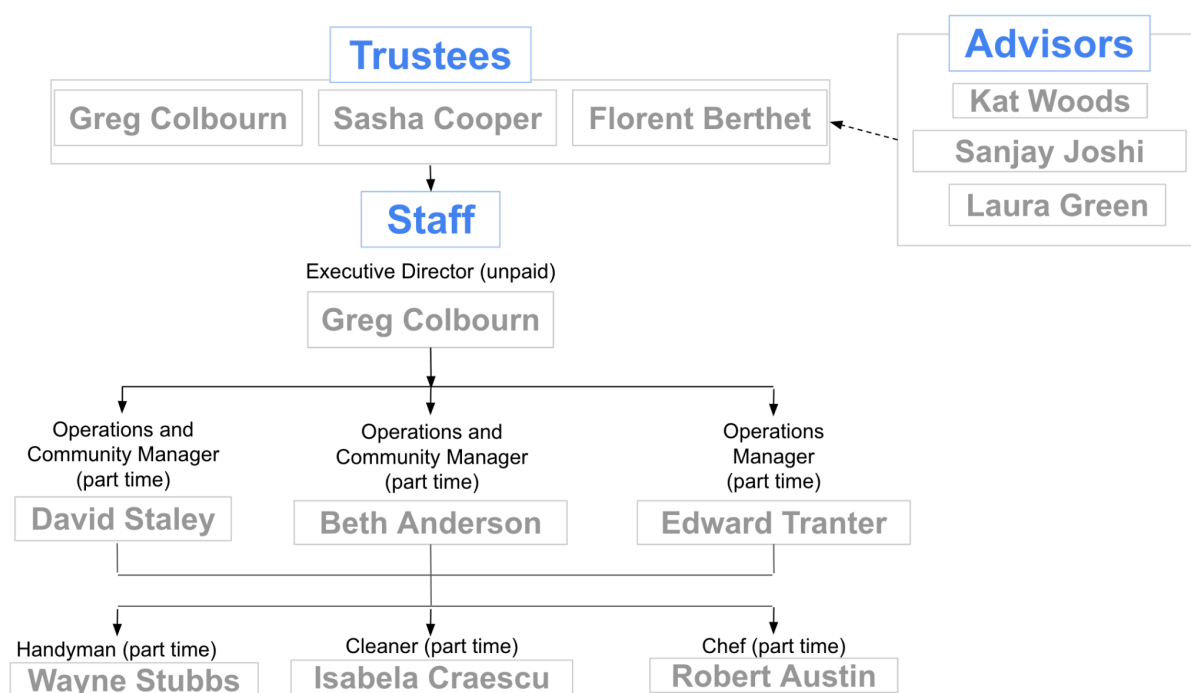 Trustees
Advisors
Greg Colbourn
Sasha Cooper
Florent Berthet
Kat Woods
Sanjay Joshi
Laura Green
Staff
Executive Director (unpaid)
Greg Colbourn
Operations and
Community Manager
(part time)
David Staley
Operations and
Community Manager
(part time)
Beth Anderson
Operations
Manager
(part time)
Edward Tranter
Handyman (part time)
Wayne Stubbs
Cleaner (part time)
Isabela Craescu
Chef (part time)
Robert Austin